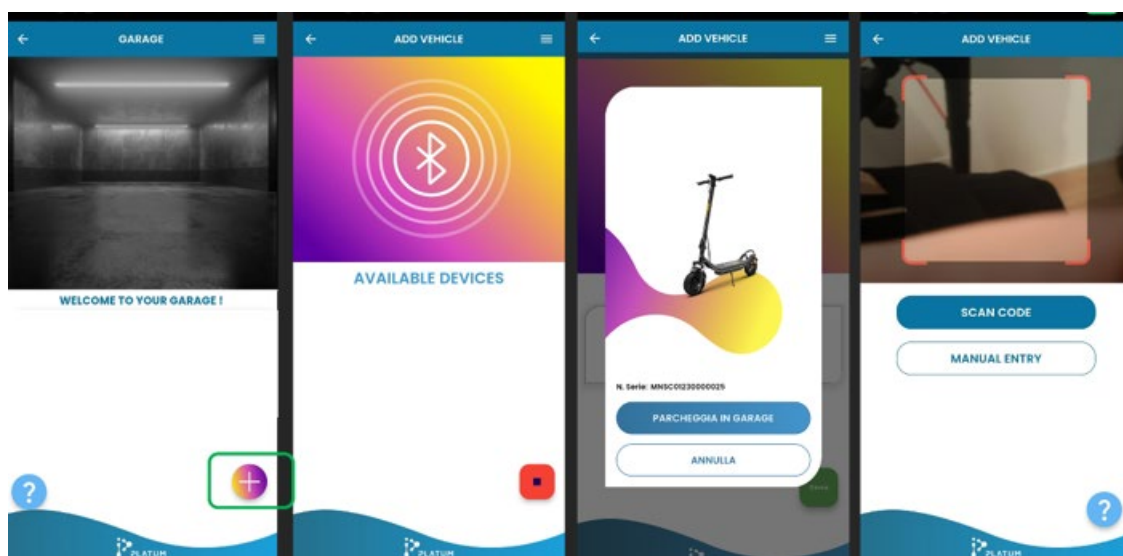 GARAGE
WELCOME TO YOUR GARAGE !
?
PLATUM
ADD VEHICLE
AVAILABLE DEVICES
PLATUM
ADD VEHICLE
N. Serie: MNSC01230000025
PARCHEGGIA IN GARAGE
ANNULLA
ADD VEHICLE
SCAN CODE
MANUAL ENTRY
?
PLATUM